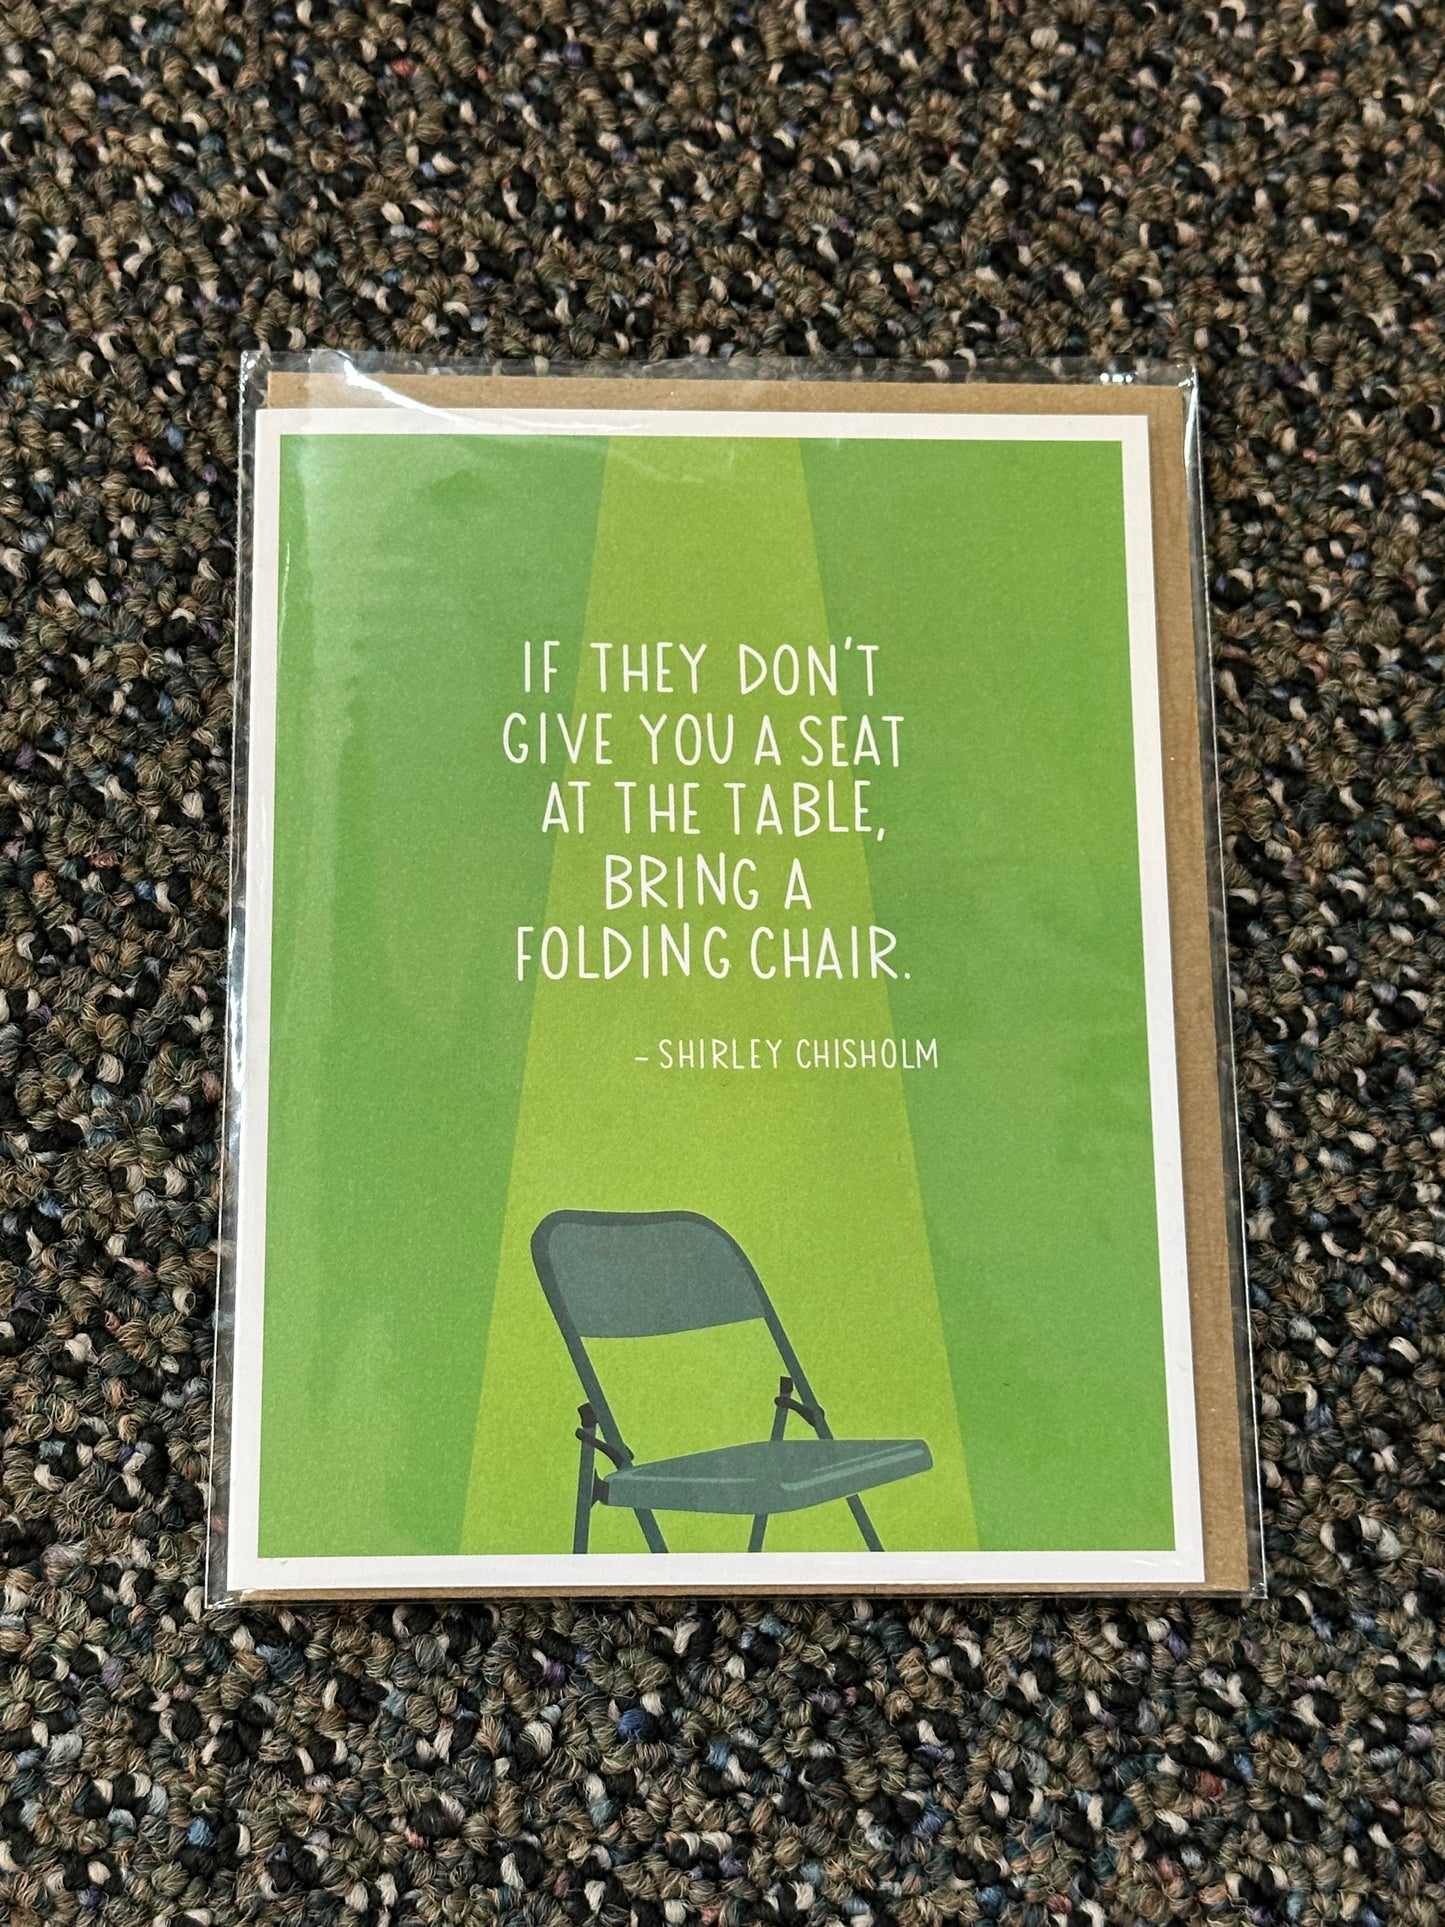 IF THEY DON'T
GIVE YOU A SEAT
AT THE TABLE,
BRING A
FOLDING CHAIR.
- SHIRLEY CHISHOLM